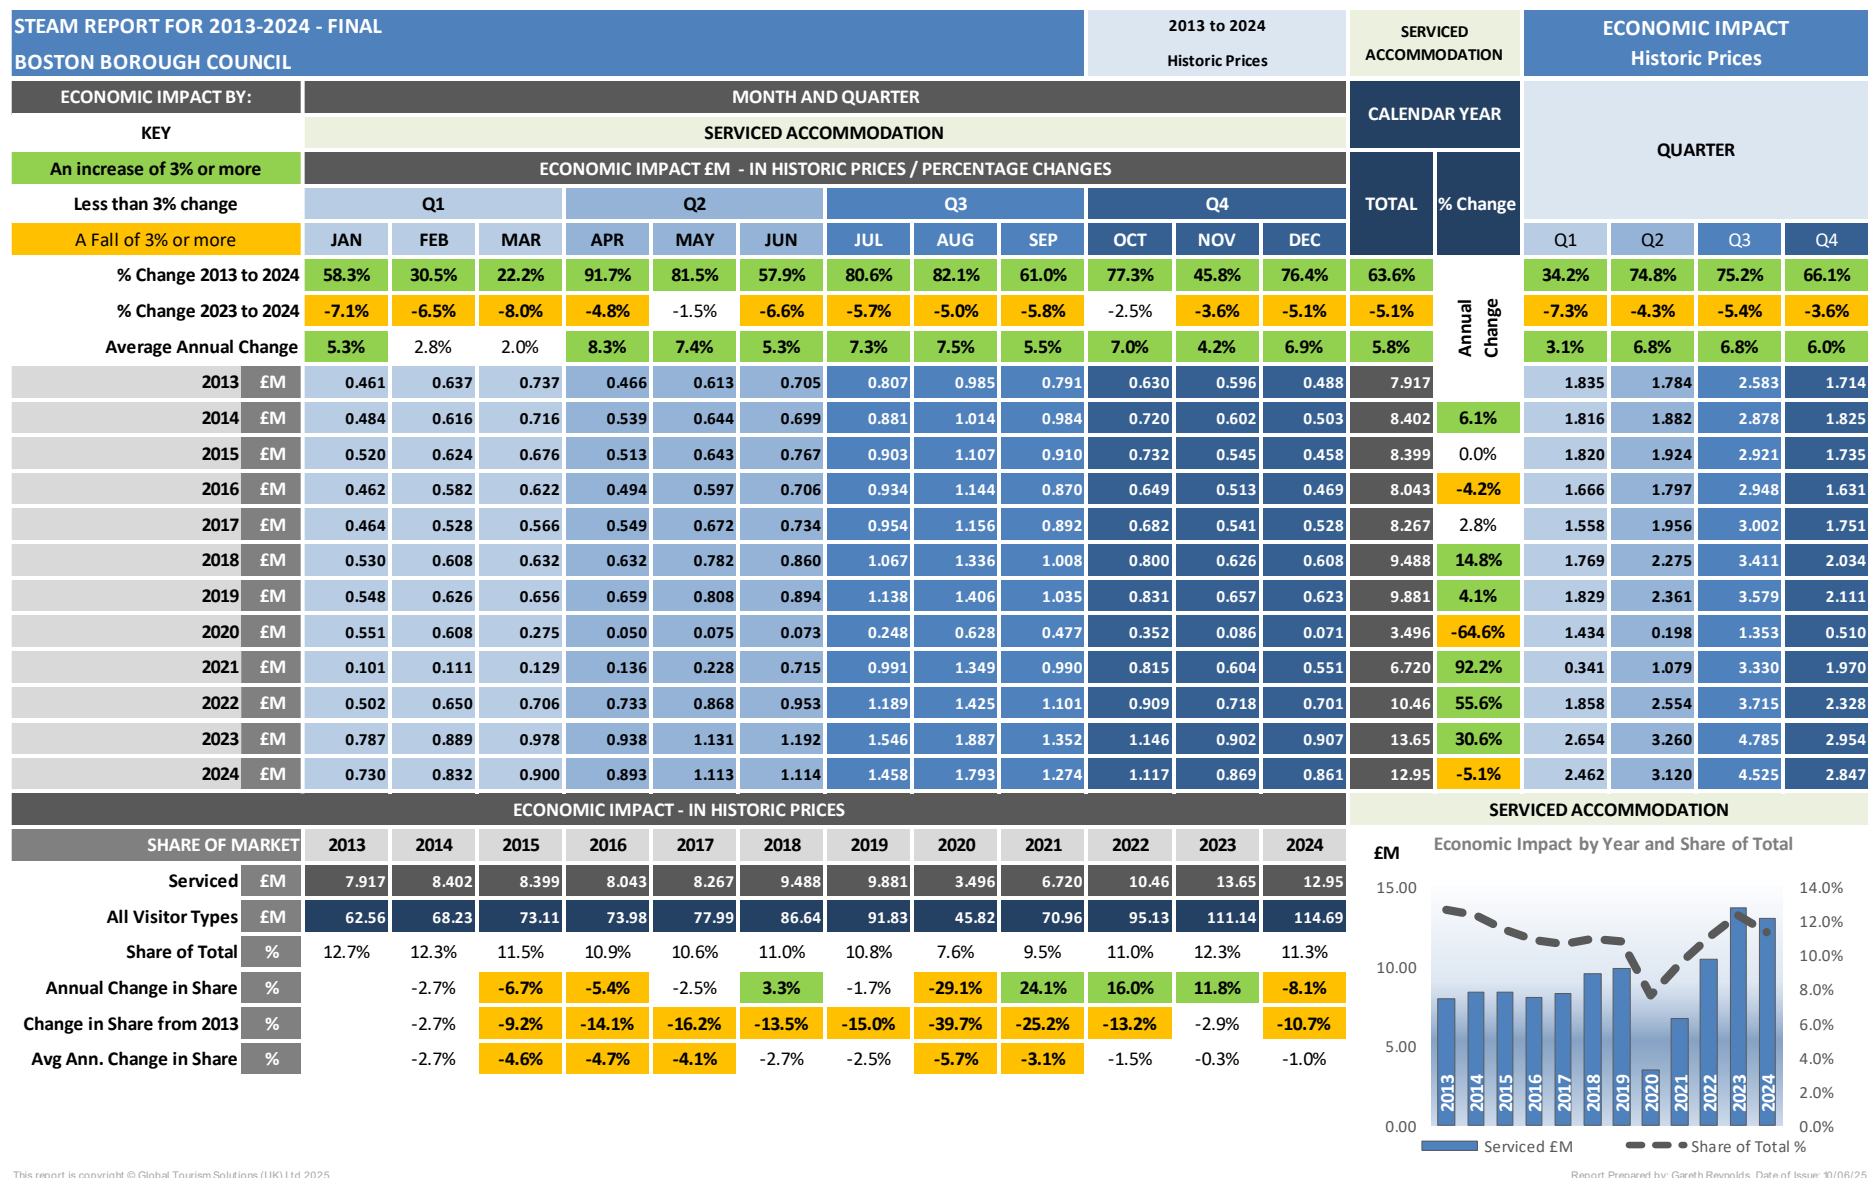 STEAM REPORT FOR 2013-2024 - FINAL
BOSTON BOROUGH COUNCIL
2013 to 2024
Historic Prices
SERVICED
ACCOMMODATION
ECONOMIC IMPACT
Historic Prices
ECONOMIC IMPACT BY:
MONTH AND QUARTER
CALENDAR YEAR
QUARTER
KEY
SERVICED ACCOMMODATION
An increase of 3% or more
ECONOMIC IMPACT £M - IN HISTORIC PRICES / PERCENTAGE CHANGES
TOTAL
% Change
Less than 3% change
Q1 Q2 Q3 Q4
A Fall of 3% or more
JAN FEB MAR APR MAY JUN JUL AUG SEP OCT NOV DEC Q1 Q2 Q3 Q4
% Change 2013 to 2024 58.3% 30.5% 22.2% 91.7% 81.5% 57.9% 80.6% 82.1% 61.0% 77.3% 45.8% 76.4% 63.6% 34.2% 74.8% 75.2% 66.1%
% Change 2023 to 2024 -7.1% -6.5% -8.0% -4.8% -1.5% -6.6% -5.7% -5.0% -5.8% -2.5% -3.6% -5.1% -5.1% -7.3% -4.3% -5.4% -3.6%
Average Annual Change 5.3% 2.8% 2.0% 8.3% 7.4% 5.3% 7.3% 7.5% 5.5% 7.0% 4.2% 6.9% 5.8% 3.1% 6.8% 6.8% 6.0%
Annual
Change
2013 £M 0.461 0.637 0.737 0.466 0.613 0.705 0.807 0.985 0.791 0.630 0.596 0.488 7.917 1.835 1.784 2.583 1.714
2014 £M 0.484 0.616 0.716 0.539 0.644 0.699 0.881 1.014 0.984 0.720 0.602 0.503 8.402 6.1% 1.816 1.882 2.878 1.825
2015 £M 0.520 0.624 0.676 0.513 0.643 0.767 0.903 1.107 0.910 0.732 0.545 0.458 8.399 0.0% 1.820 1.924 2.921 1.735
2016 £M 0.462 0.582 0.622 0.494 0.597 0.706 0.934 1.144 0.870 0.649 0.513 0.469 8.043 -4.2% 1.666 1.797 2.948 1.631
2017 £M 0.464 0.528 0.566 0.549 0.672 0.734 0.954 1.156 0.892 0.682 0.541 0.528 8.267 2.8% 1.558 1.956 3.002 1.751
2018 £M 0.530 0.608 0.632 0.632 0.782 0.860 1.067 1.336 1.008 0.800 0.626 0.608 9.488 14.8% 1.769 2.275 3.411 2.034
2019 £M 0.548 0.626 0.656 0.659 0.808 0.894 1.138 1.406 1.035 0.831 0.657 0.623 9.881 4.1% 1.829 2.361 3.579 2.111
2020 £M 0.551 0.608 0.275 0.050 0.075 0.073 0.248 0.628 0.477 0.352 0.086 0.071 3.496 -64.6% 1.434 0.198 1.353 0.510
2021 £M 0.101 0.111 0.129 0.136 0.228 0.715 0.991 1.349 0.990 0.815 0.604 0.551 6.720 92.2% 0.341 1.079 3.330 1.970
2022 £M 0.502 0.650 0.706 0.733 0.868 0.953 1.189 1.425 1.101 0.909 0.718 0.701 10.46 55.6% 1.858 2.554 3.715 2.328
2023 £M 0.787 0.889 0.978 0.938 1.131 1.192 1.546 1.887 1.352 1.146 0.902 0.907 13.65 30.6% 2.654 3.260 4.785 2.954
2024 £M 0.730 0.832 0.900 0.893 1.113 1.114 1.458 1.793 1.274 1.117 0.869 0.861 12.95 -5.1% 2.462 3.120 4.525 2.847
ECONOMIC IMPACT - IN HISTORIC PRICES
SHARE OF MARKET 2013 2014 2015 2016 2017 2018 2019 2020 2021 2022 2023 2024
Serviced £M 7.917 8.402 8.399 8.043 8.267 9.488 9.881 3.496 6.720 10.46 13.65 12.95
All Visitor Types £M 62.56 68.23 73.11 73.98 77.99 86.64 91.83 45.82 70.96 95.13 111.14 114.69
Share of Total % 12.7% 12.3% 11.5% 10.9% 10.6% 11.0% 10.8% 7.6% 9.5% 11.0% 12.3% 11.3%
Annual Change in Share % -2.7% -6.7% -5.4% -2.5% 3.3% -1.7% -29.1% 24.1% 16.0% 11.8% -8.1%
Change in Share from 2013 % -2.7% -9.2% -14.1% -16.2% -13.5% -15.0% -39.7% -25.2% -13.2% -2.9% -10.7%
Avg Ann. Change in Share % -2.7% -4.6% -4.7% -4.1% -2.7% -2.5% -5.7% -3.1% -1.5% -0.3% -1.0%
SERVICED ACCOMMODATION
Economic Impact by Year and Share of Total
£M
15.00
10.00
5.00
0.00
14.0%
12.0%
10.0%
8.0%
6.0%
4.0%
2.0%
0.0%
2013 2014 2015 2016 2017 2018 2019 2020 2021 2022 2023 2024
Serviced £M
Share of Total %
This report is copyright © Global Tourism Solutions (UK) Ltd 2025
Report Prepared by: Gareth Reynolds. Date of Issue: 10/06/25